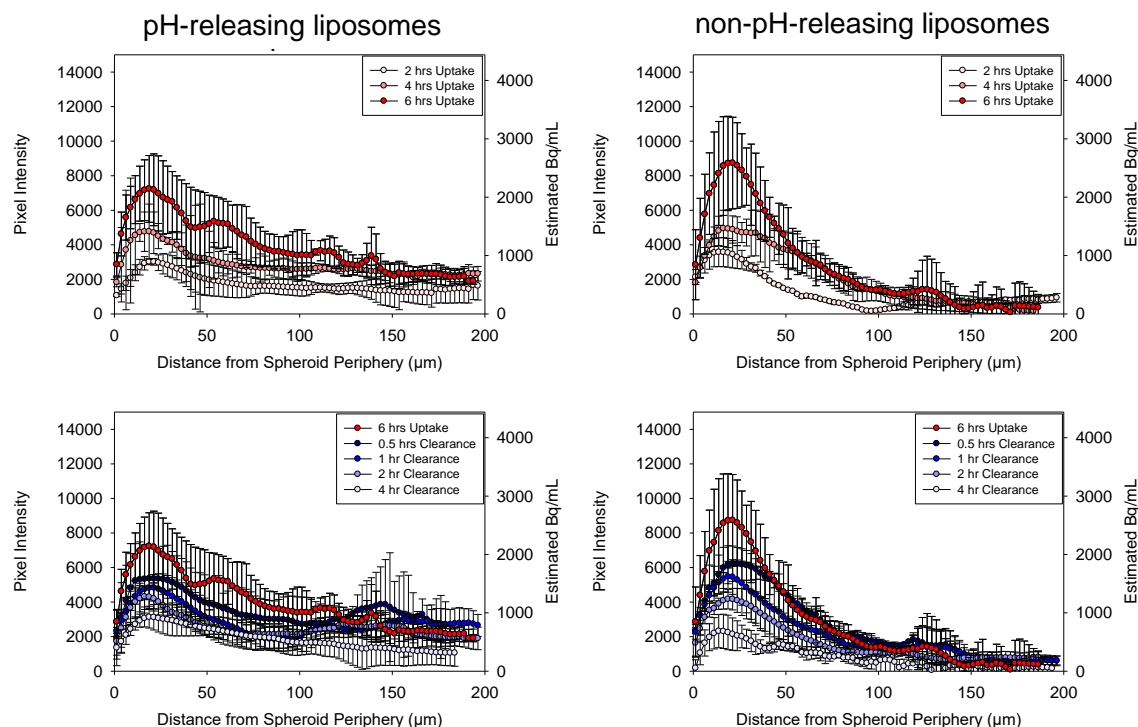 pH-releasing liposomes
non-pH-releasing liposomes
14000
12000
10000
8000
6000
4000
2000
0
Pixel Intensity
2 hrs Uptake
4 hrs Uptake
6 hrs Uptake
4000
3000
2000
1000
0
Estimated Bq/mL
0
50
100
150
200
Distance from Spheroid Periphery (µm)
14000
12000
10000
8000
6000
4000
2000
0
Pixel Intensity
2 hrs Uptake
4 hrs Uptake
6 hrs Uptake
4000
3000
2000
1000
0
Estimated Bq/mL
0
50
100
150
200
Distance from Spheroid Periphery (µm)
14000
12000
10000
8000
6000
4000
2000
0
Pixel Intensity
6 hrs Uptake
0.5 hrs Clearance
1 hr Clearance
2 hr Clearance
4 hr Clearance
4000
3000
2000
1000
0
Estimated Bq/mL
0
50
100
150
200
Distance from Spheroid Periphery (µm)
14000
12000
10000
8000
6000
4000
2000
0
Pixel Intensity
6 hrs Uptake
0.5 hrs Clearance
1 hr Clearance
2 hr Clearance
4 hr Clearance
4000
3000
2000
1000
0
Estimated Bq/mL
0
50
100
150
200
Distance from Spheroid Periphery (µm)